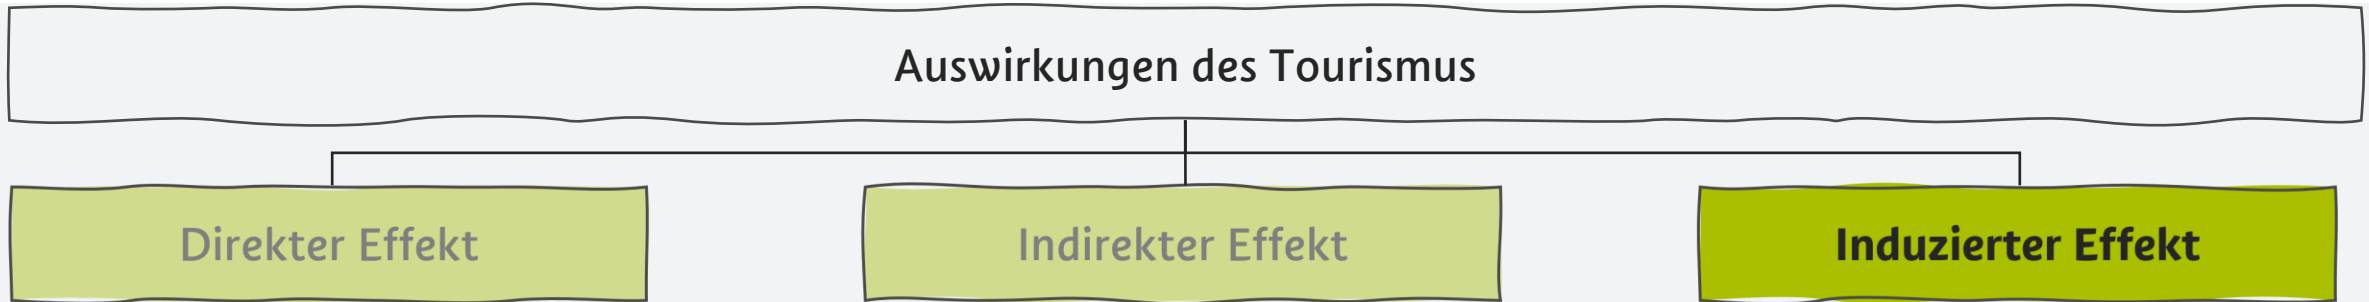 Auswirkungen des Tourismus
Direkter Effekt
Indirekter Effekt
Induzierter Effekt